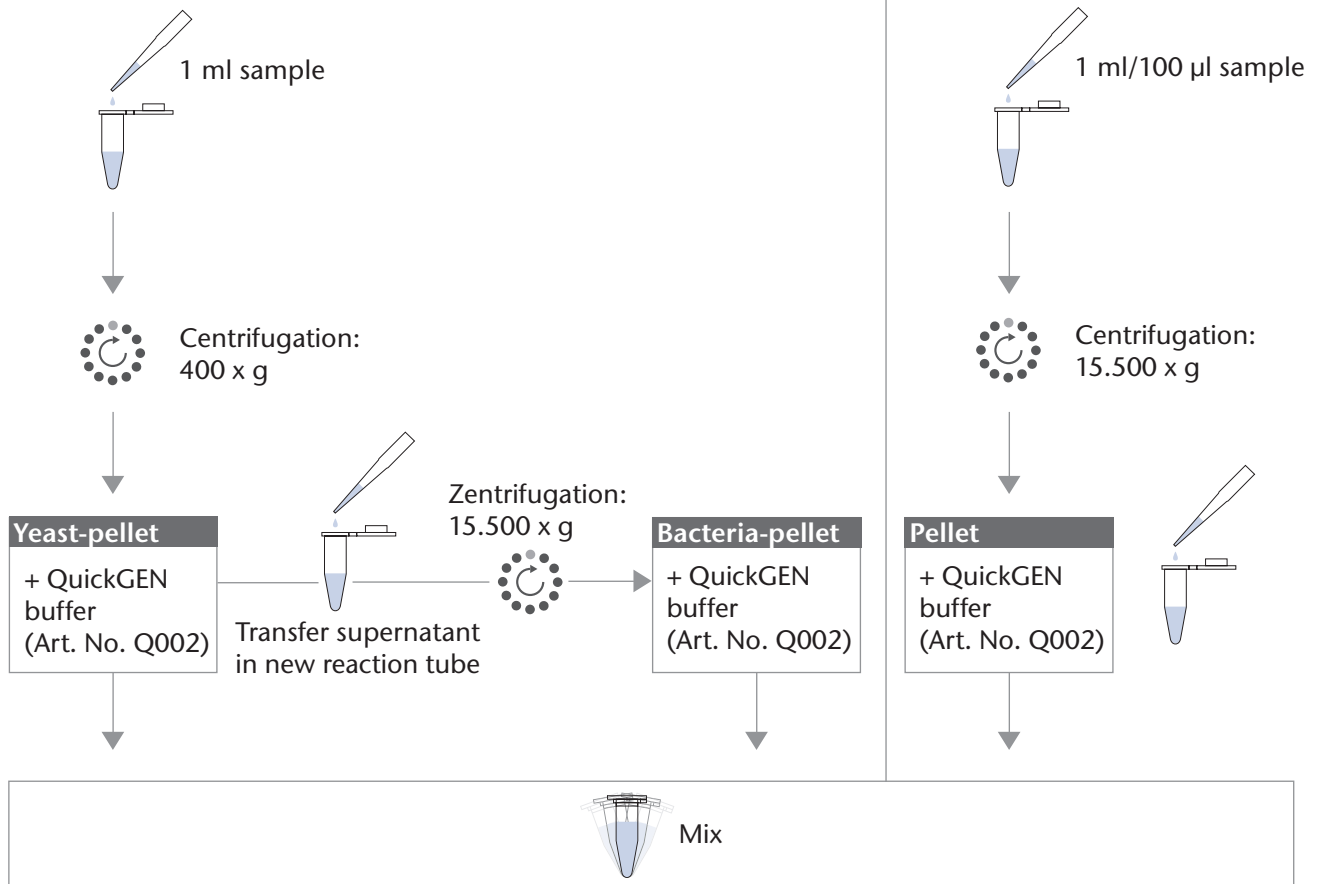 1 ml sample
1 ml/100 µl sample
Centrifugation:
400 x g
Centrifugation:
15.500 x g
Zentrifugation:
15.500 x g
Yeast-pellet
+ QuickGEN
buffer
(Art. No. Q002)
Transfer supernatant
in new reaction tube
Bacteria-pellet
+ QuickGEN
buffer
(Art. No. Q002)
Pellet
+ QuickGEN
buffer
(Art. No. Q002)
Mix